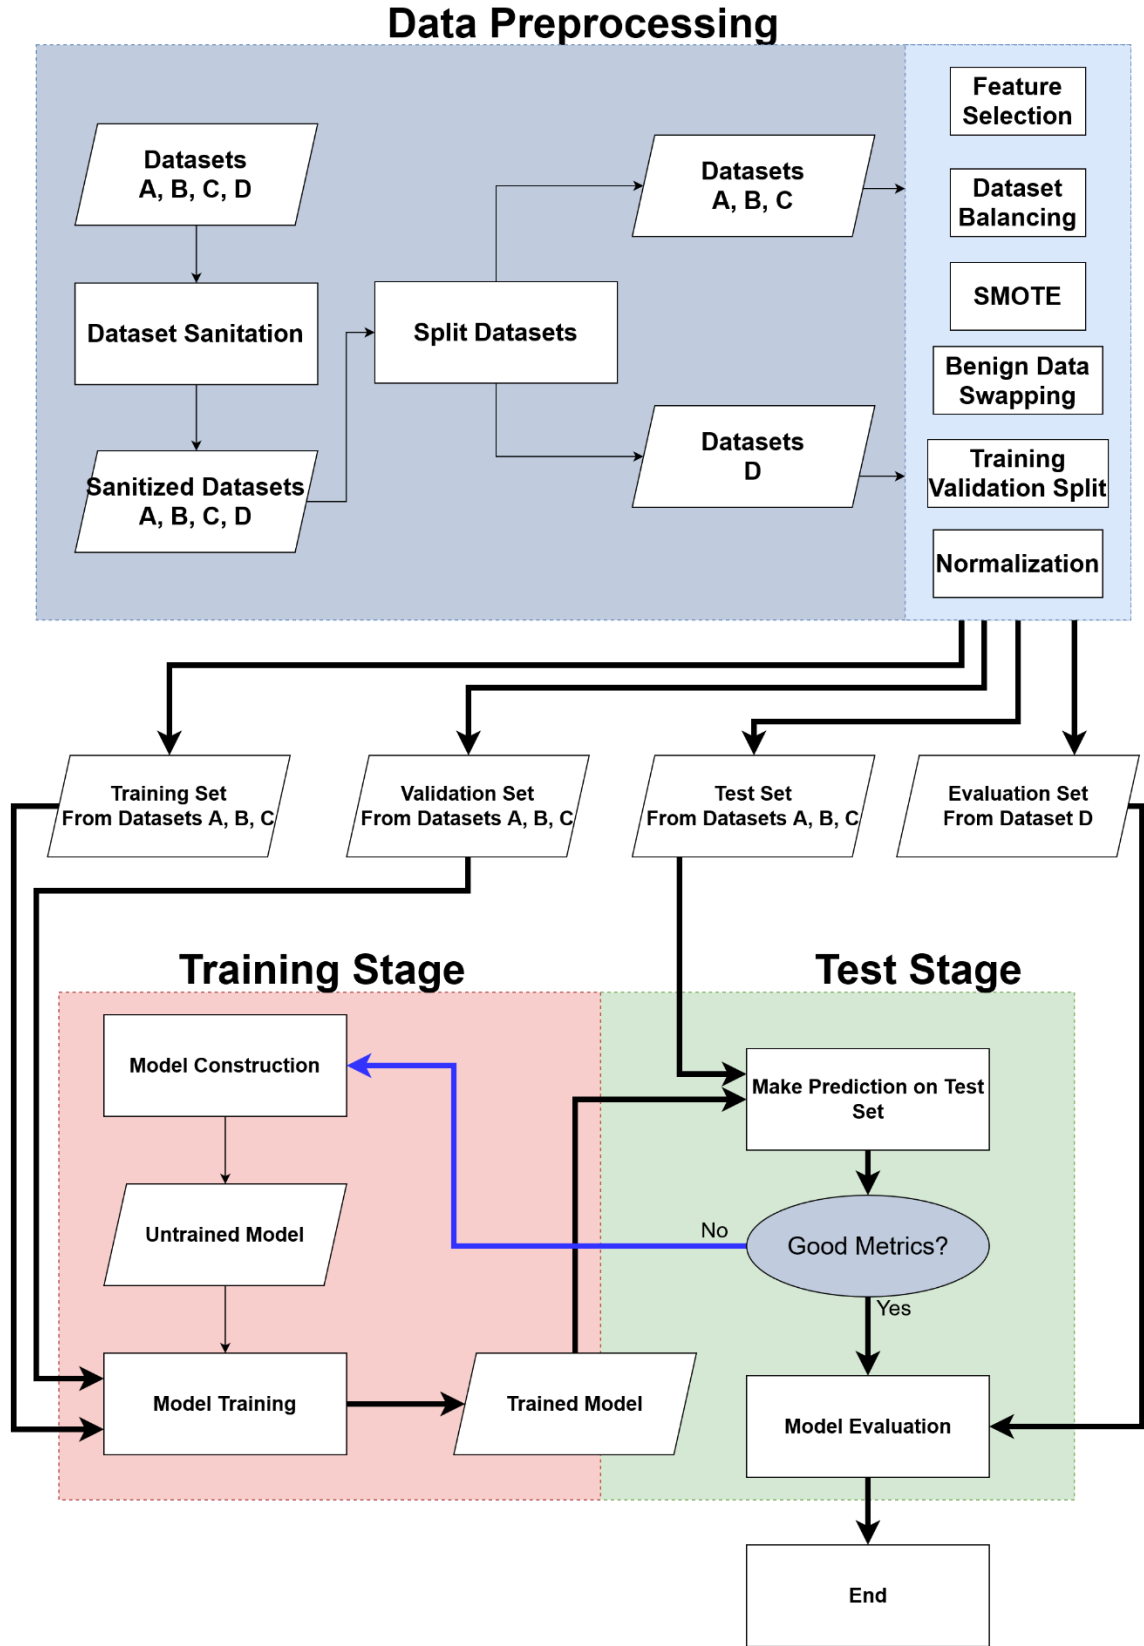 Data Preprocessing
Datasets
A, B, C, D
Dataset Sanitation
Sanitized Datasets
A, B, C, D
Split Datasets
Datasets
A, B, C
Datasets
D
Feature
Selection
Dataset
Balancing
SMOTE
Benign Data
Swapping
Training
Validation Split
Normalization
Training Set
From Datasets A, B, C
Validation Set
From Datasets A, B, C
Test Set
From Datasets A, B, C
Evaluation Set
From Dataset D
Training Stage
Model Construction
Untrained Model
Model Training
Trained Model
Test Stage
Make Prediction on Test
Set
Good Metrics?
No
Yes
Model Evaluation
End